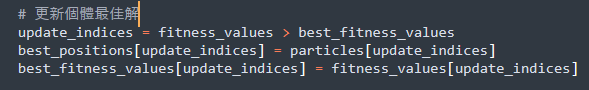 # 更新個體最佳解
update_indices = fitness_values > best_fitness_values
best_positions[update_indices] = particles[update_indices]
best_fitness_values[update_indices] = fitness_values[update_indices]